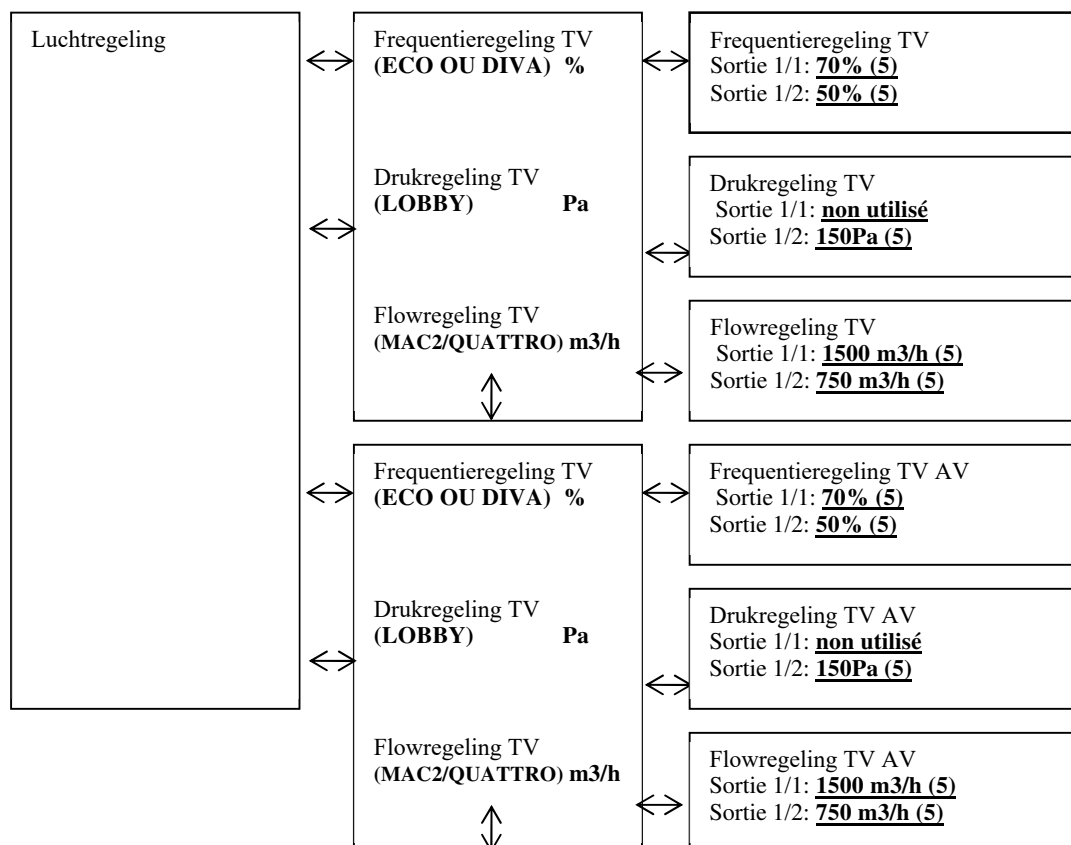 Luchtregeling
Frequentieregeling TV
(ECO OU DIVA) %
Drukregeling TV
(LOBBY) Pa
Flowregeling TV
(MAC2/QUATTRO) m3/h
Frequentieregeling TV
Sortie 1/1: 70% (5)
Sortie 1/2: 50% (5)
Drukregeling TV
Sortie 1/1: non utilisé
Sortie 1/2: 150Pa (5)
Flowregeling TV
Sortie 1/1: 1500 m3/h (5)
Sortie 1/2: 750 m3/h (5)
Frequentieregeling TV
(ECO OU DIVA) %
Drukregeling TV
(LOBBY) Pa
Flowregeling TV
(MAC2/QUATTRO) m3/h
Frequentieregeling TV AV
Sortie 1/1: 70% (5)
Sortie 1/2: 50% (5)
Drukregeling TV AV
Sortie 1/1: non utilisé
Sortie 1/2: 150Pa (5)
Flowregeling TV AV
Sortie 1/1: 1500 m3/h (5)
Sortie 1/2: 750 m3/h (5)